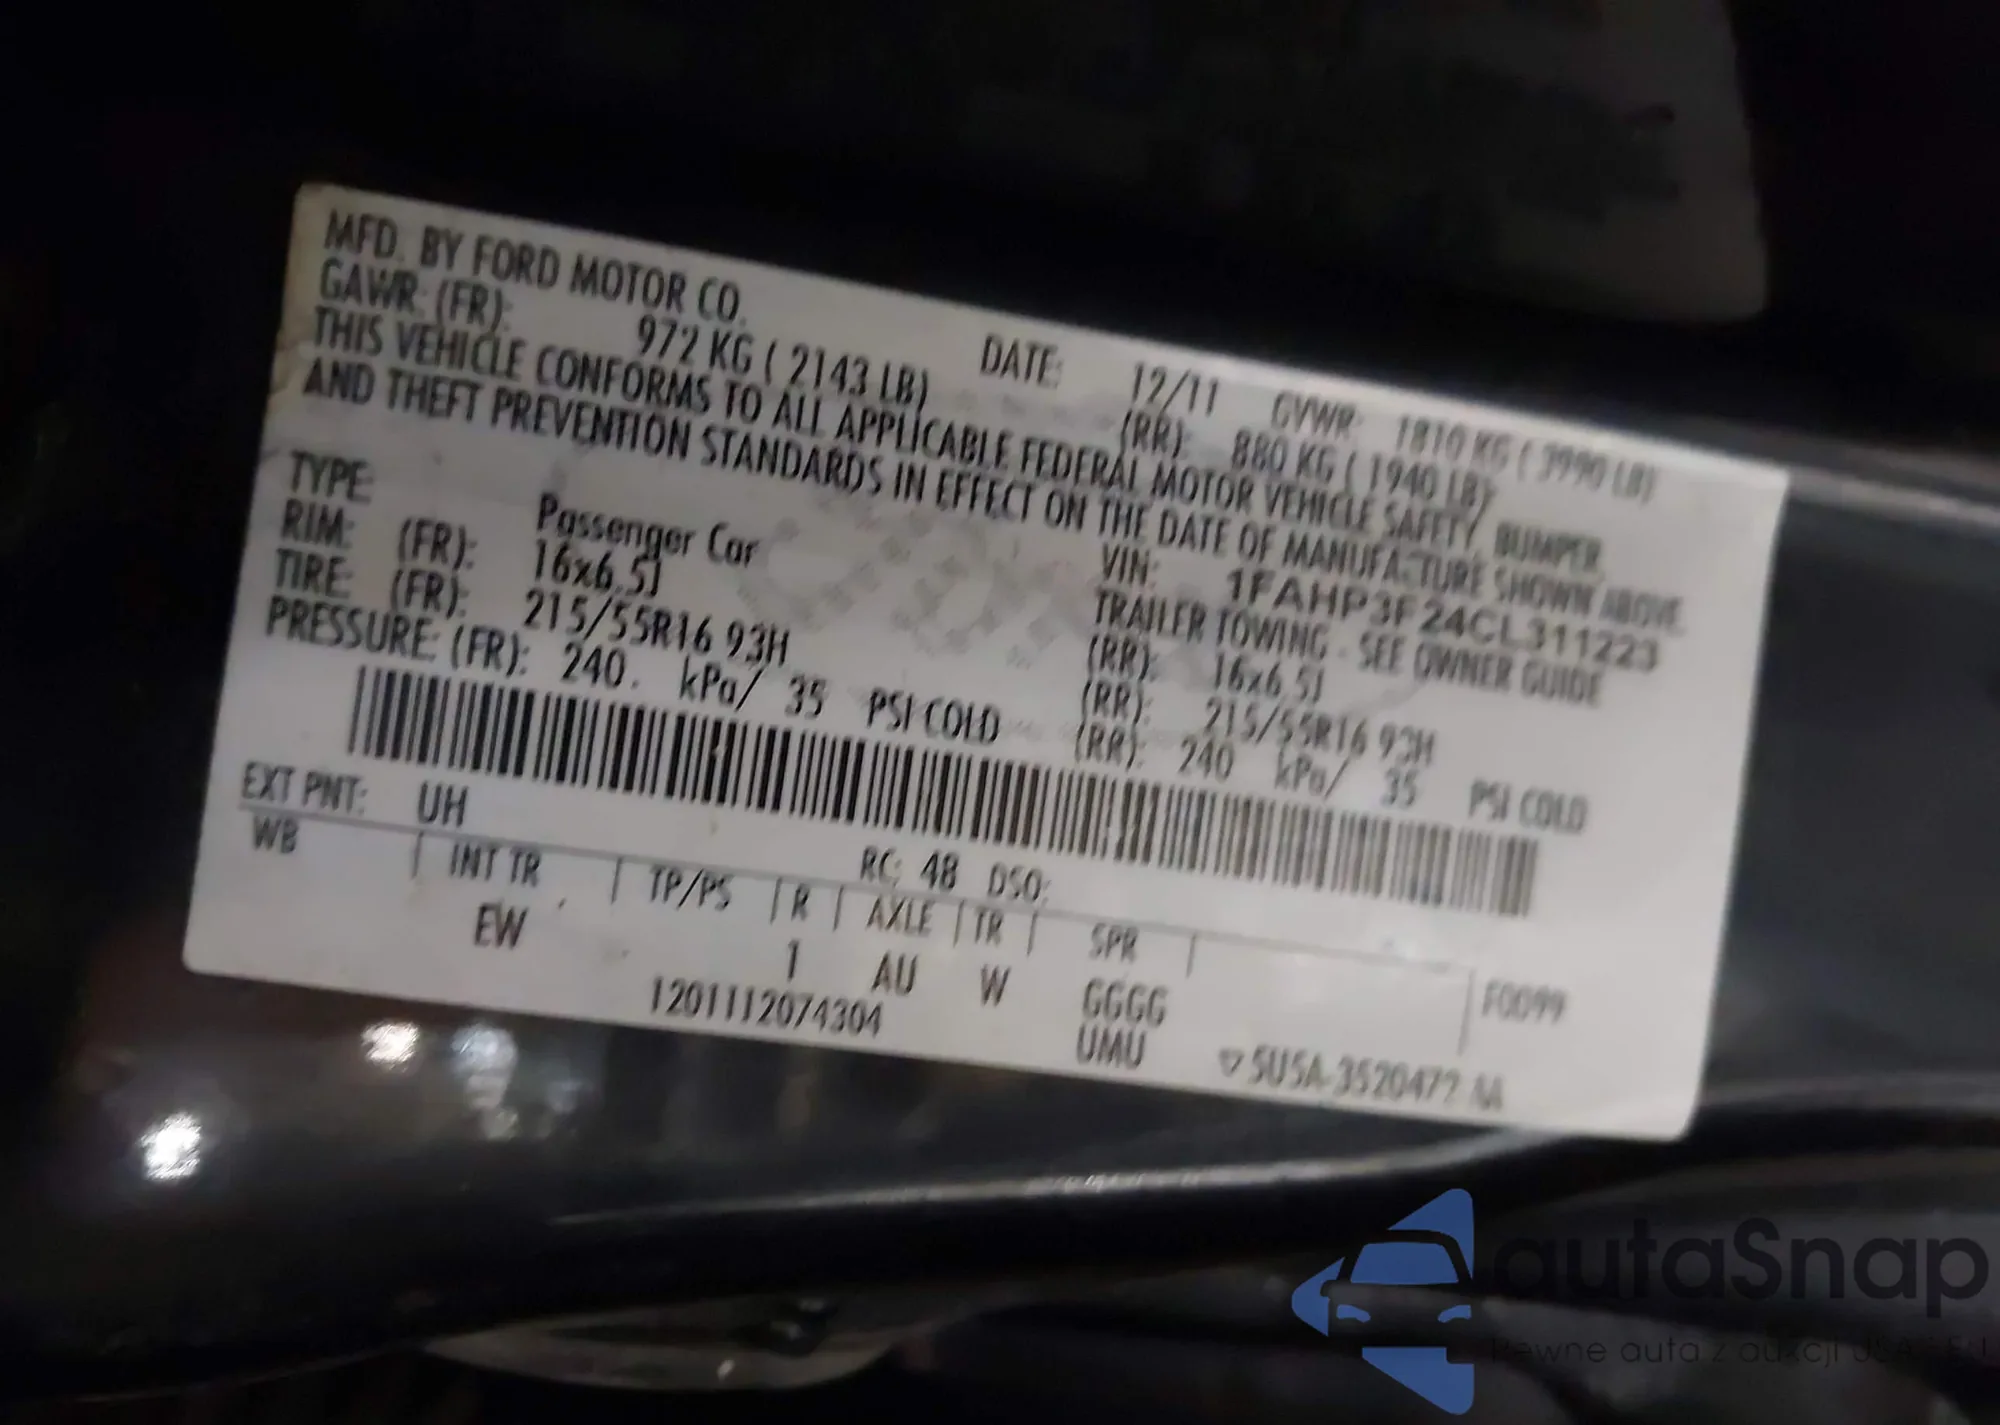 MFD. BY FORD MOTOR CO. DATE: 12/11 GVWR: 1810 KG ( 3990 LB)
GAWR: (FR): 972 KG ( 2143 LB) (RR): 880 KG ( 1940 LB)
THIS VEHICLE CONFORMS TO ALL APPLICABLE FEDERAL MOTOR VEHICLE SAFETY, BUMPER,
AND THEFT PREVENTION STANDARDS IN EFFECT ON THE DATE OF MANUFACTURE SHOWN ABOVE.
VIN: 1FAHP3F24CL311223
TYPE: Passenger Car TRAILER TOWING - SEE OWNER GUIDE
RIM: (FR): 16x6.5J (RR): 16x6.5J
TIRE: (FR): 215/55R16 93H (RR): 215/55R16 93H
PRESSURE: (FR): 240. kPa/ 35 PSI COLD (RR): 240 kPa/ 35 PSI COLD
EXT PNT: UH RC: 48 DSO:
WB INT TR TP/PS R AXLE TR SPR F0099
EW 1 AU W GGGG
1201112074304 UMU 5U5A-3520472 AA
autaSnap
Pewne auta z aukcji USA